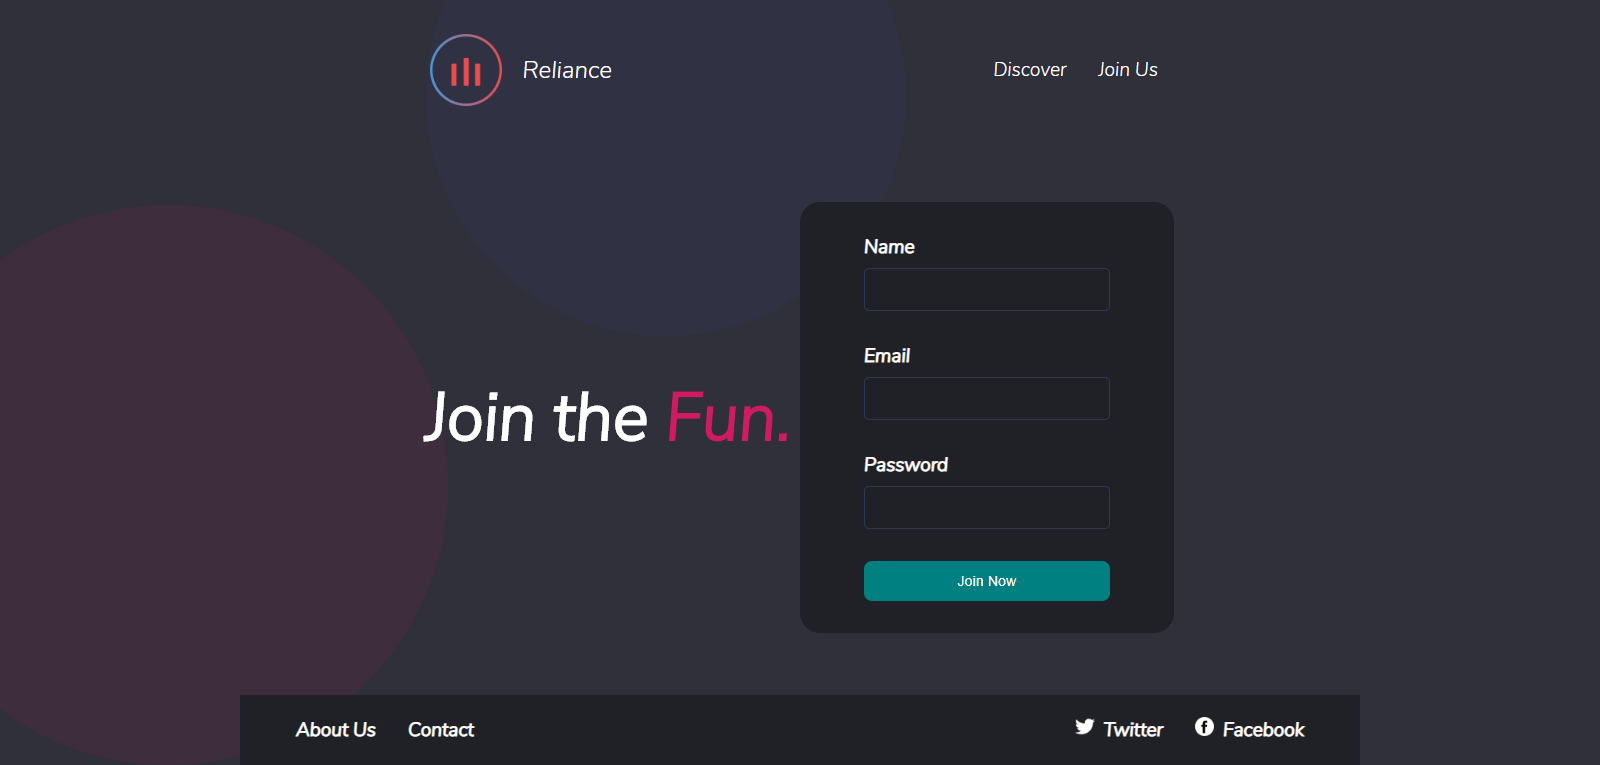 Reliance
Discover Join Us
Name
Email
Join the Fun.
Password
Join Now
About Us Contact Twitter Facebook